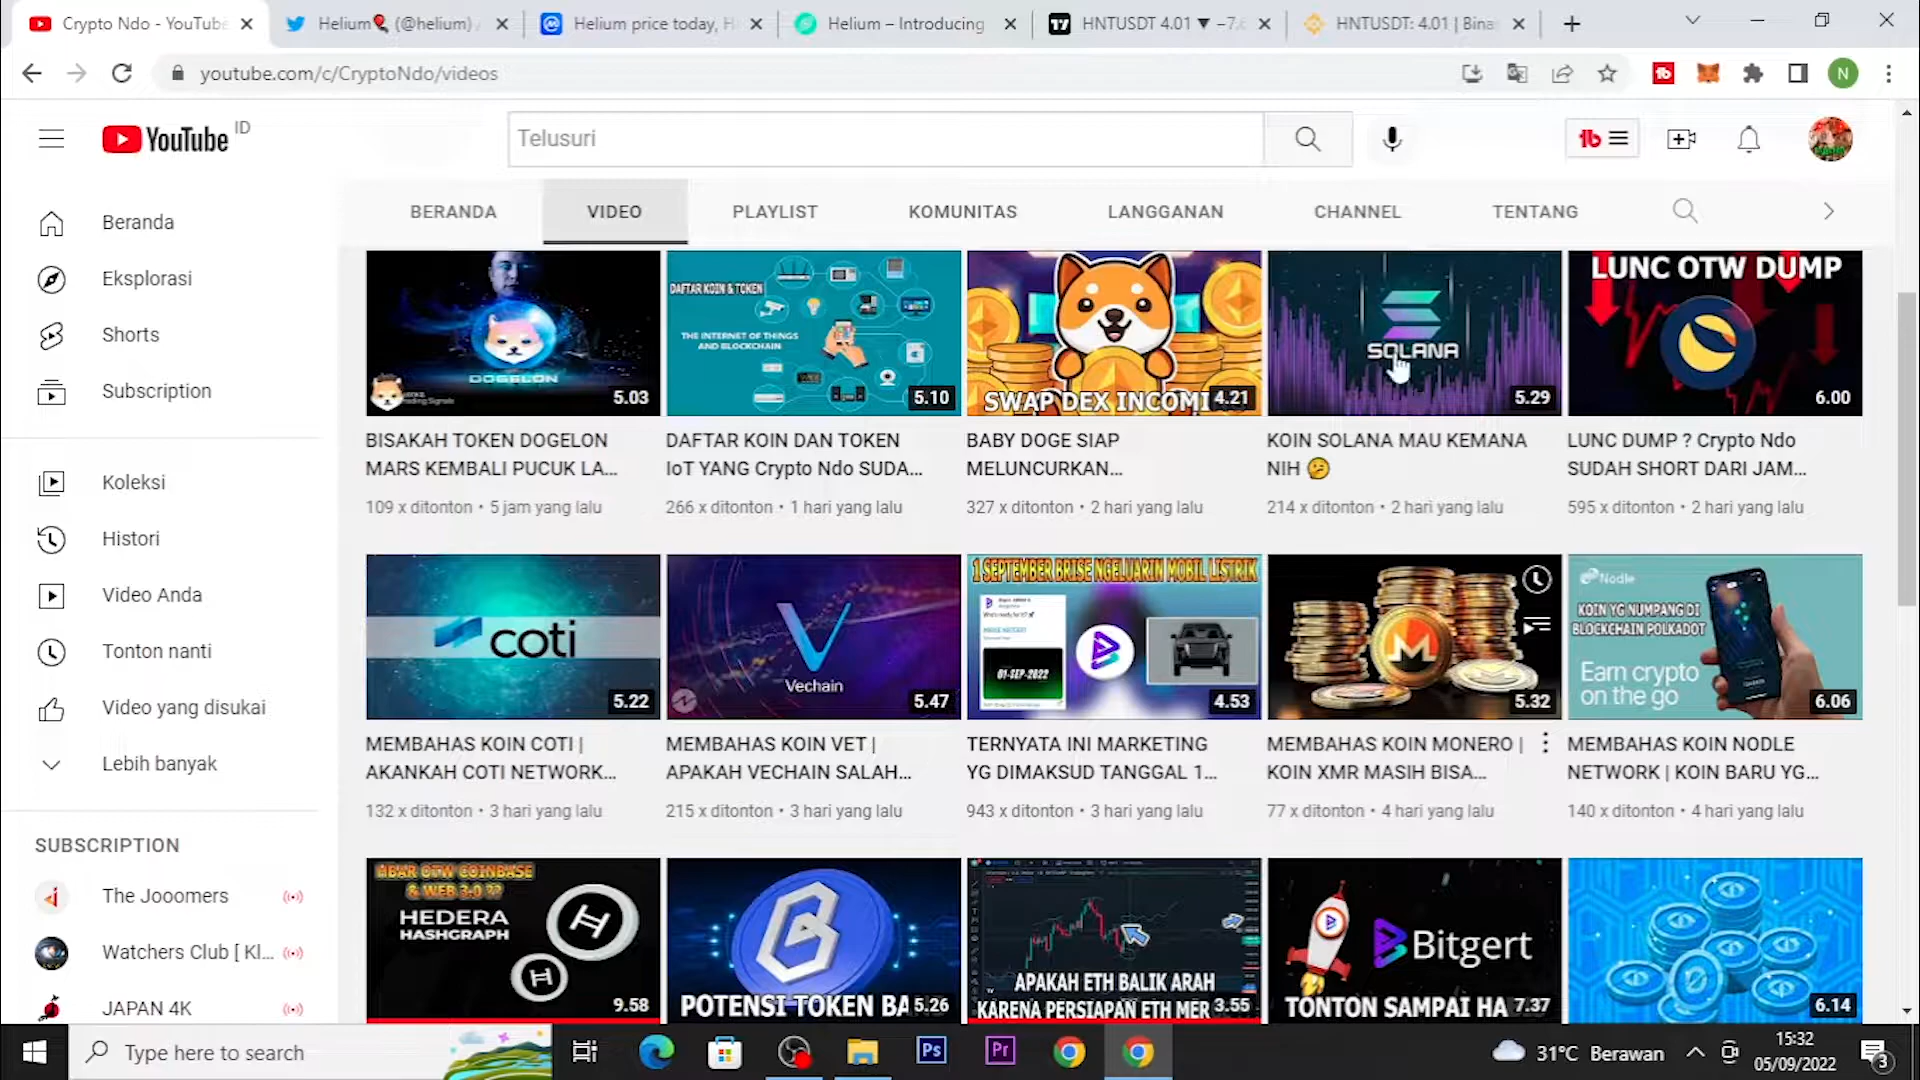 Crypto Ndo - YouTube
Helium🎈 (@helium)
Helium price today, H
Helium – Introducing
HNTUSDT 4.01 ▼ −7.
HNTUSDT: 4.01 | Bina
youtube.com/c/CryptoNdo/videos
N
YouTube ID
Telusuri
BERANDA
VIDEO
PLAYLIST
KOMUNITAS
LANGGANAN
CHANNEL
TENTANG
Beranda
Eksplorasi
Shorts
Subscription
Koleksi
Histori
Video Anda
Tonton nanti
Video yang disukai
Lebih banyak
SUBSCRIPTION
The Jooomers
Watchers Club [ Kl...
JAPAN 4K
DOGELON
5.03
DAFTAR KOIN & TOKEN
THE INTERNET OF THINGS
AND BLOCKCHAIN
5.10
SWAP DEX INCOMI
4.21
SOLANA
5.29
LUNC OTW DUMP
6.00
BISAKAH TOKEN DOGELON
MARS KEMBALI PUCUK LA...
109 x ditonton • 5 jam yang lalu
DAFTAR KOIN DAN TOKEN
IoT YANG Crypto Ndo SUDA...
266 x ditonton • 1 hari yang lalu
BABY DOGE SIAP
MELUNCURKAN...
327 x ditonton • 2 hari yang lalu
KOIN SOLANA MAU KEMANA
NIH 🤔
214 x ditonton • 2 hari yang lalu
LUNC DUMP ? Crypto Ndo
SUDAH SHORT DARI JAM...
595 x ditonton • 2 hari yang lalu
coti
5.22
Vechain
5.47
1 SEPTEMBER BRISE NGELUARIN MOBIL LISTRIK
01-SEP-2022
4.53
5.32
Nodle
KOIN YG NUMPANG DI
BLOCKCHAIN POLKADOT
Earn crypto
on the go
6.06
MEMBAHAS KOIN COTI |
AKANKAH COTI NETWORK...
132 x ditonton • 3 hari yang lalu
MEMBAHAS KOIN VET |
APAKAH VECHAIN SALAH...
215 x ditonton • 3 hari yang lalu
TERNYATA INI MARKETING
YG DIMAKSUD TANGGAL 1...
943 x ditonton • 3 hari yang lalu
MEMBAHAS KOIN MONERO |
KOIN XMR MASIH BISA...
77 x ditonton • 4 hari yang lalu
MEMBAHAS KOIN NODLE
NETWORK | KOIN BARU YG...
140 x ditonton • 4 hari yang lalu
ABAR OTW COINBASE
& WEB 3.0 ??
HEDERA
HASHGRAPH
9.58
POTENSI TOKEN BA
5.26
APAKAH ETH BALIK ARAH
KARENA PERSIAPAN ETH MER
3.55
Bitgert
TONTON SAMPAI HA
7.37
6.14
Type here to search
Ps
Pr
31°C Berawan
15:32
05/09/2022
3